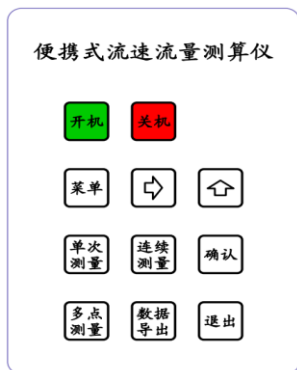 便携式流速流量测算仪
开机 关机
菜单
单次测量 连续测量 确认
多点测量 数据导出 退出